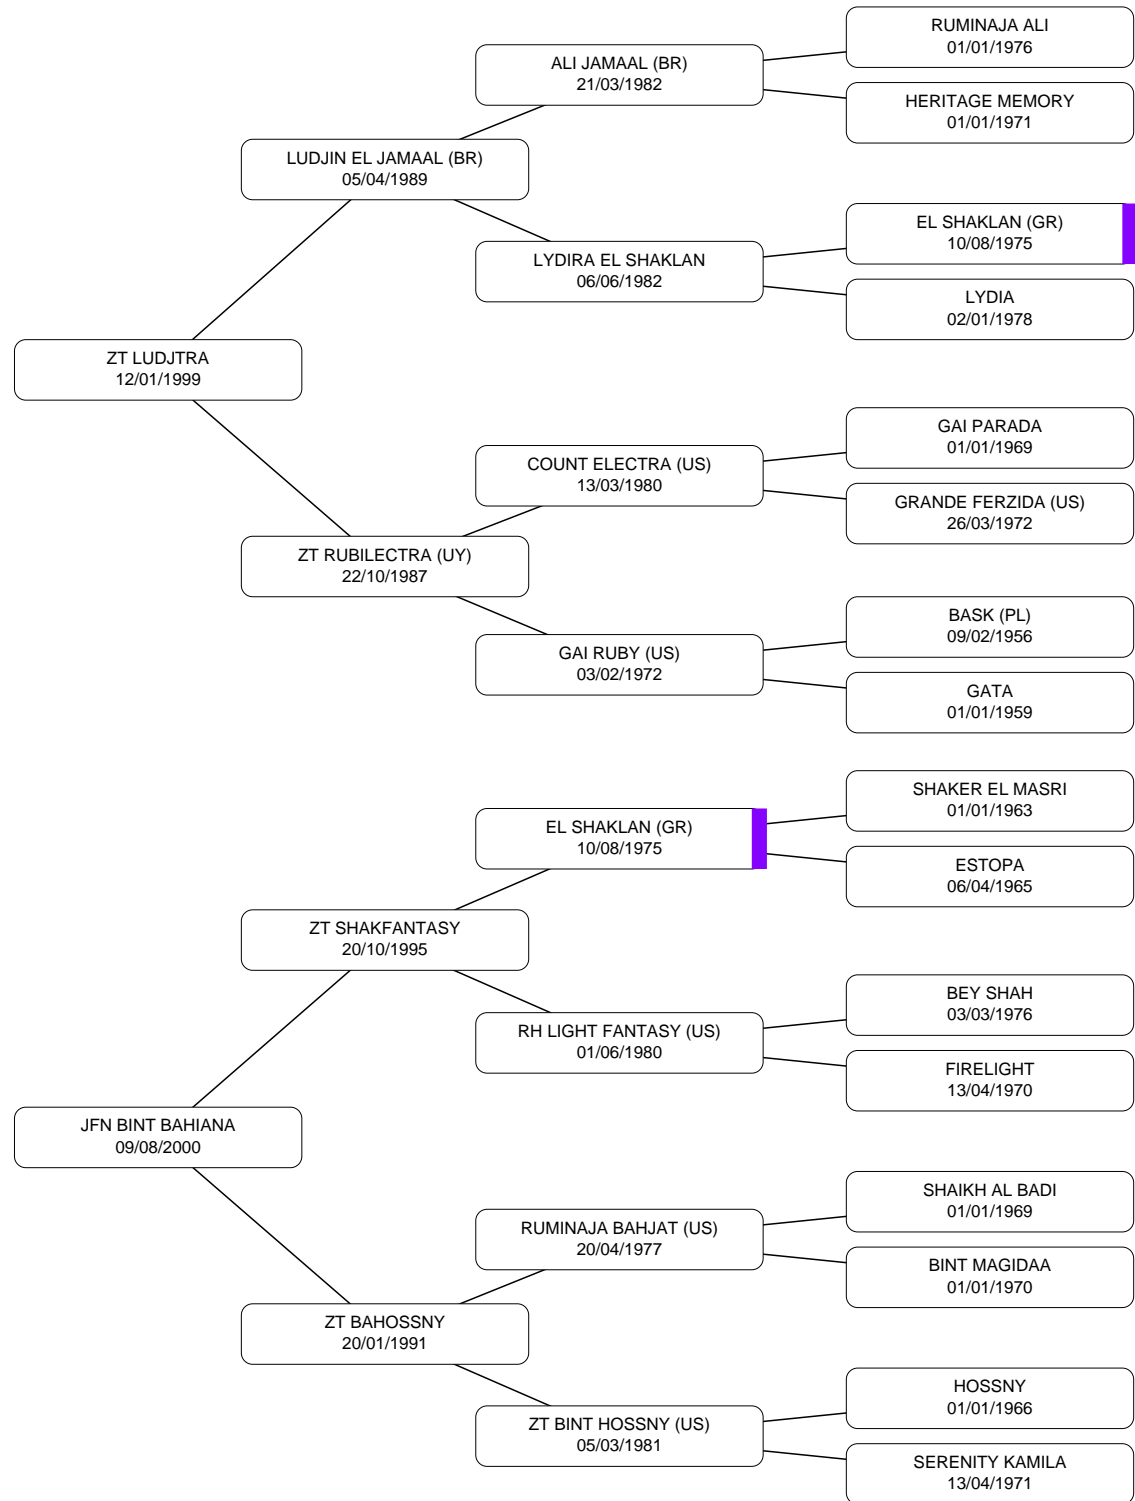 RUMINAJA ALI
01/01/1976
ALI JAMAAL (BR)
21/03/1982
HERITAGE MEMORY
01/01/1971
LUDJIN EL JAMAAL (BR)
05/04/1989
EL SHAKLAN (GR)
10/08/1975
LYDIRA EL SHAKLAN
06/06/1982
LYDIA
02/01/1978
ZT LUDJTRA
12/01/1999
GAI PARADA
01/01/1969
COUNT ELECTRA (US)
13/03/1980
GRANDE FERZIDA (US)
26/03/1972
ZT RUBILECTRA (UY)
22/10/1987
BASK (PL)
09/02/1956
GAI RUBY (US)
03/02/1972
GATA
01/01/1959
SHAKER EL MASRI
01/01/1963
EL SHAKLAN (GR)
10/08/1975
ESTOPA
06/04/1965
ZT SHAKFANTASY
20/10/1995
BEY SHAH
03/03/1976
RH LIGHT FANTASY (US)
01/06/1980
FIRELIGHT
13/04/1970
JFN BINT BAHIANA
09/08/2000
SHAIKH AL BADI
01/01/1969
RUMINAJA BAHJAT (US)
20/04/1977
BINT MAGIDAA
01/01/1970
ZT BAHOSSNY
20/01/1991
HOSSNY
01/01/1966
ZT BINT HOSSNY (US)
05/03/1981
SERENITY KAMILA
13/04/1971